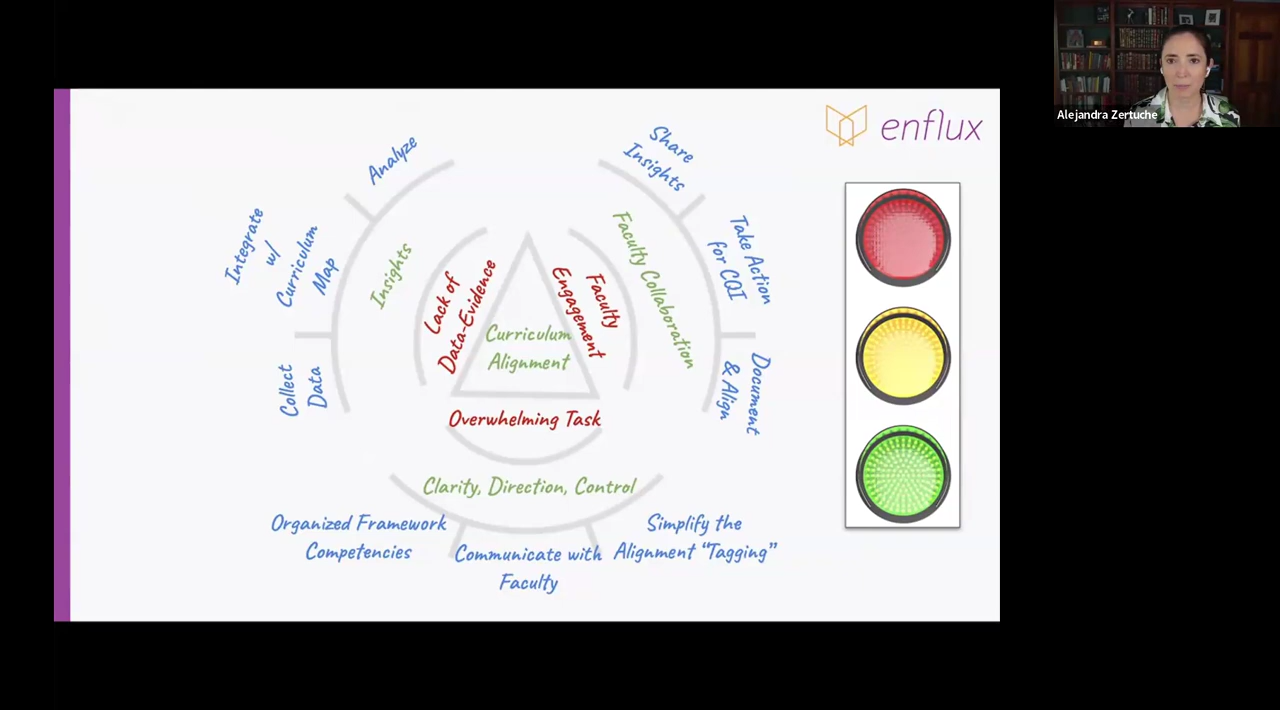 Alejandra Zertuche
enflux
Analyze
Share
Insights
Integrate
w/
Curriculum
Map
Take Action
for CQI
Insights
Faculty Collaboration
Lack of
Data-Evidence
Faculty
Engagement
Curriculum
Alignment
Collect
Data
Document
& Align
Overwhelming Task
Clarity, Direction, Control
Organized Framework
Competencies
Communicate with
Faculty
Simplify the
Alignment “Tagging”